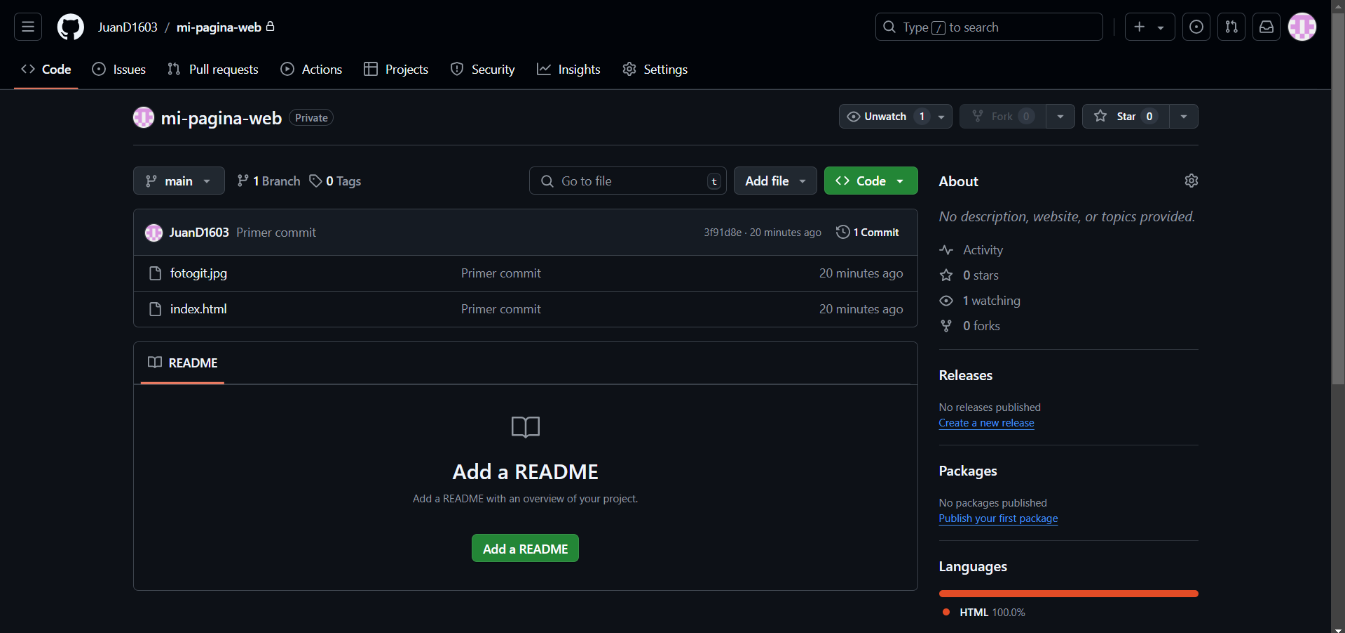 JuanD1603 / mi-pagina-web
Type / to search
Code Issues Pull requests Actions Projects Security Insights Settings
mi-pagina-web Private
Unwatch 1 Fork 0 Star 0
main 1 Branch 0 Tags
Go to file t Add file Code
JuanD1603 Primer commit 3f91d8e · 20 minutes ago 1 Commit
fotogit.jpg Primer commit 20 minutes ago
index.html Primer commit 20 minutes ago
README
Add a README
Add a README with an overview of your project.
Add a README
About
No description, website, or topics provided.
Activity
0 stars
1 watching
0 forks
Releases
No releases published
Create a new release
Packages
No packages published
Publish your first package
Languages
HTML 100.0%